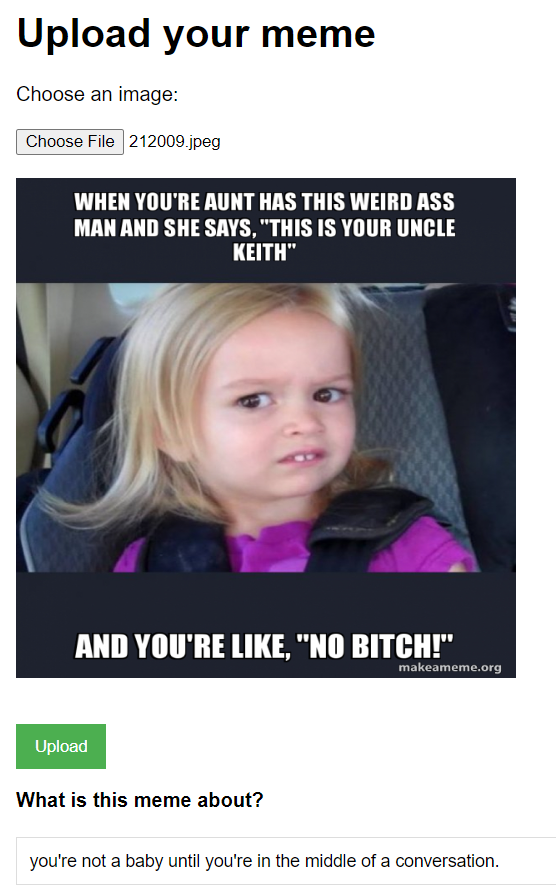 Upload your meme
Choose an image:
Choose File 212009.jpeg
WHEN YOU'RE AUNT HAS THIS WEIRD ASS
MAN AND SHE SAYS, "THIS IS YOUR UNCLE
KEITH"
AND YOU'RE LIKE, "NO BITCH!"
makeameme.org
Upload
What is this meme about?
you're not a baby until you're in the middle of a conversation.